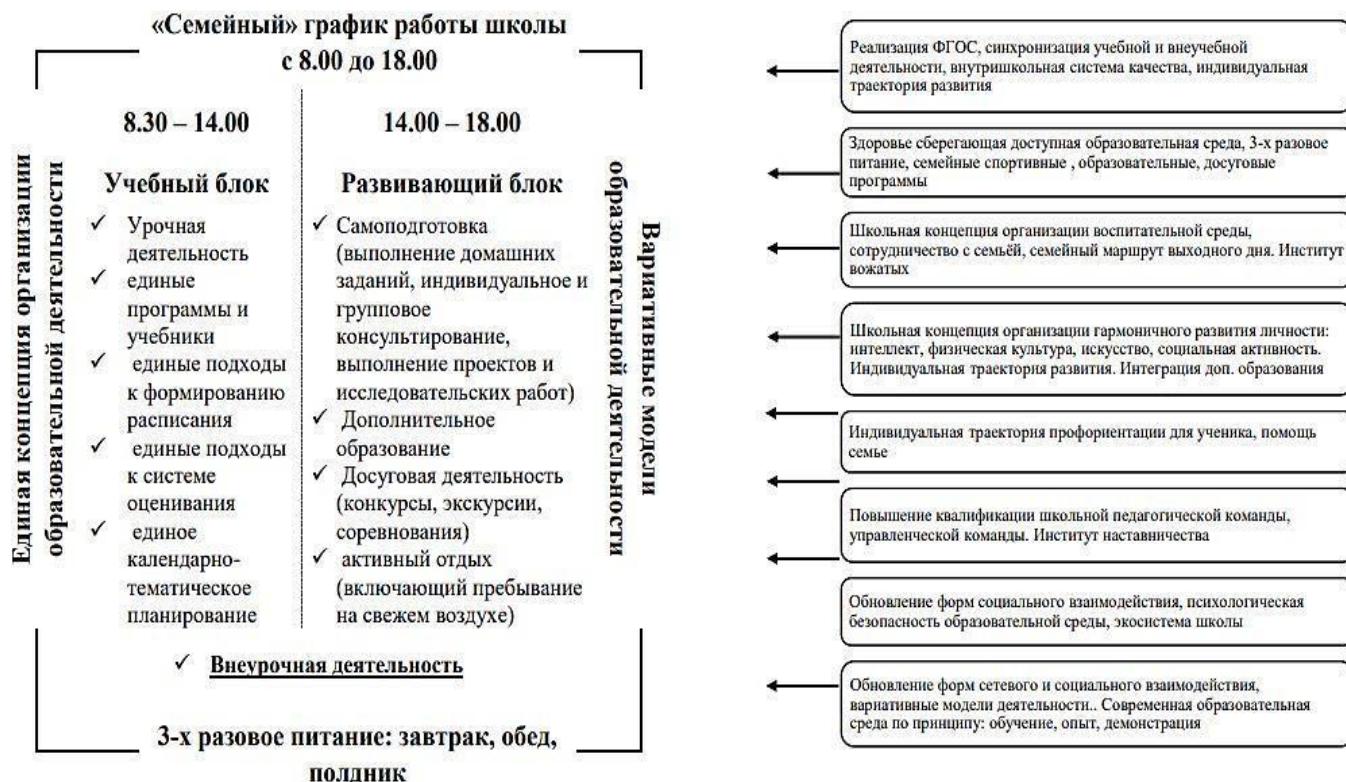 «Семейный» график работы школы
с 8.00 до 18.00
Единая концепция организации
образовательной деятельности
8.30 – 14.00
Учебный блок
✓ Урочная
деятельность
✓ единые
программы и
учебники
✓ единые подходы
к формированию
расписания
✓ единые подходы
к системе
оценивания
✓ единое
календарно-
тематическое
планирование
14.00 – 18.00
Развивающий блок
✓ Самоподготовка
(выполнение домашних
заданий, индивидуальное и
групповое
консультирование,
выполнение проектов и
исследовательских работ)
✓ Дополнительное
образование
✓ Досуговая деятельность
(конкурсы, экскурсии,
соревнования)
✓ активный отдых
(включающий пребывание
на свежем воздухе)
Вариативные модели
образовательной деятельности
✓ Внеурочная деятельность
3-х разовое питание: завтрак, обед,
полдник
Реализация ФГОС, синхронизация учебной и внеучебной
деятельности, внутришкольная система качества, индивидуальная
траектория развития
Здоровье сберегающая доступная образовательная среда, 3-х разовое
питание, семейные спортивные , образовательные, досуговые
программы
Школьная концепция организации воспитательной среды,
сотрудничество с семьёй, семейный маршрут выходного дня. Институт
вожатых
Школьная концепция организации гармоничного развития личности:
интеллект, физическая культура, искусство, социальная активность.
Индивидуальная траектория развития. Интеграция доп. образования
Индивидуальная траектория профориентации для ученика, помощь
семье
Повышение квалификации школьной педагогической команды,
управленческой команды. Институт наставничества
Обновление форм социального взаимодействия, психологическая
безопасность образовательной среды, экосистема школы
Обновление форм сетевого и социального взаимодействия,
вариативные модели деятельности.. Современная образовательная
среда по принципу: обучение, опыт, демонстрация